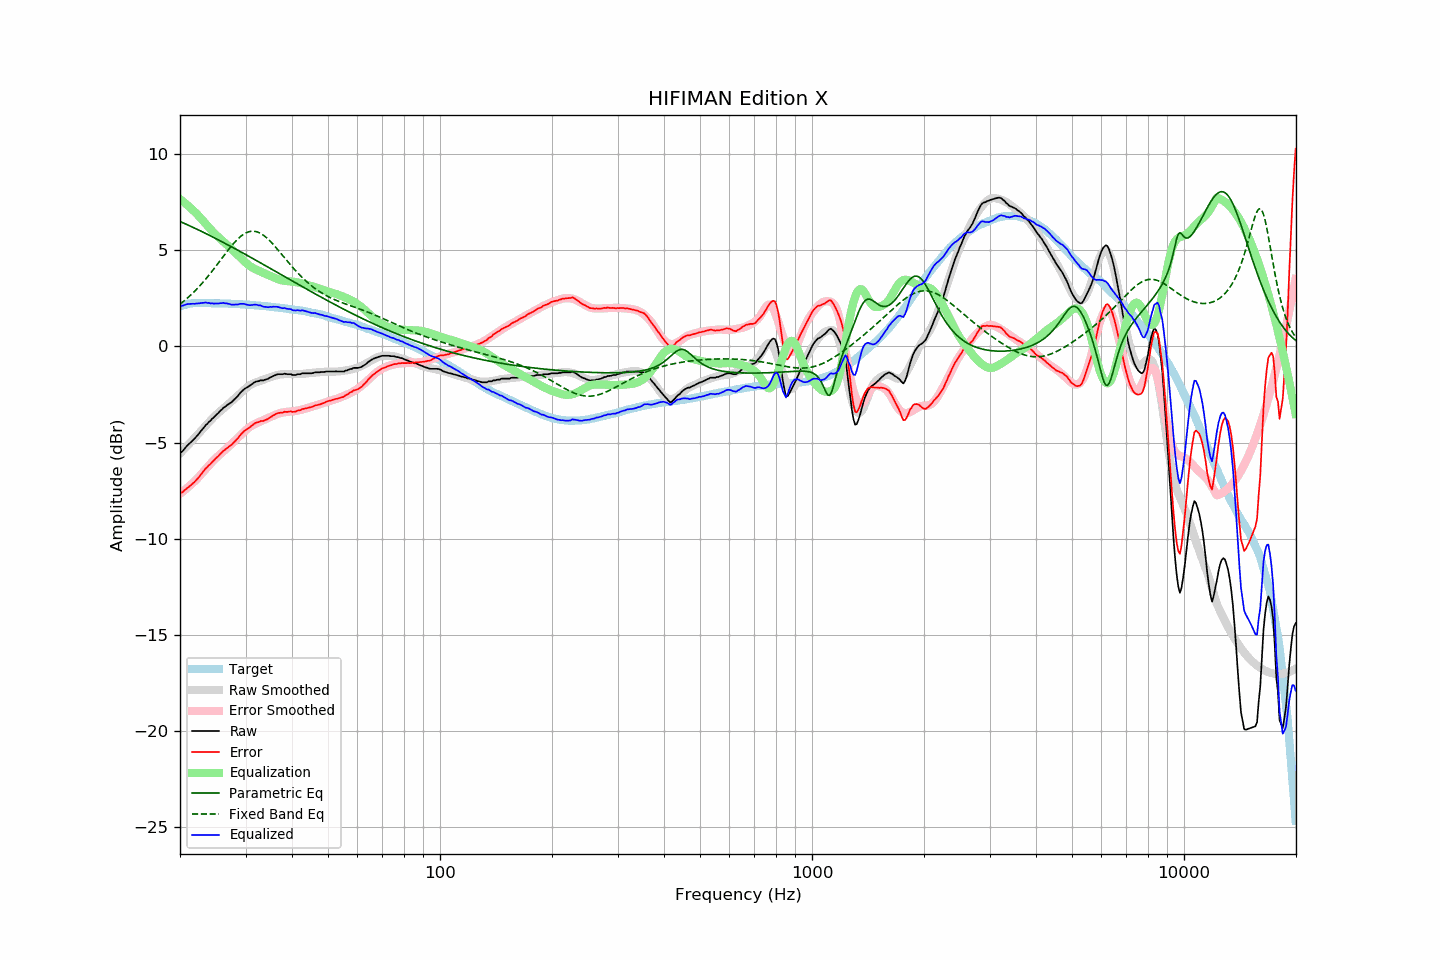 HIFIMAN Edition X
10
5
0
−5
−10
−15
−20
−25
Amplitude (dBr)
Target
Raw Smoothed
Error Smoothed
Raw
Error
Equalization
Parametric Eq
Fixed Band Eq
Equalized
100
1000
10000
Frequency (Hz)